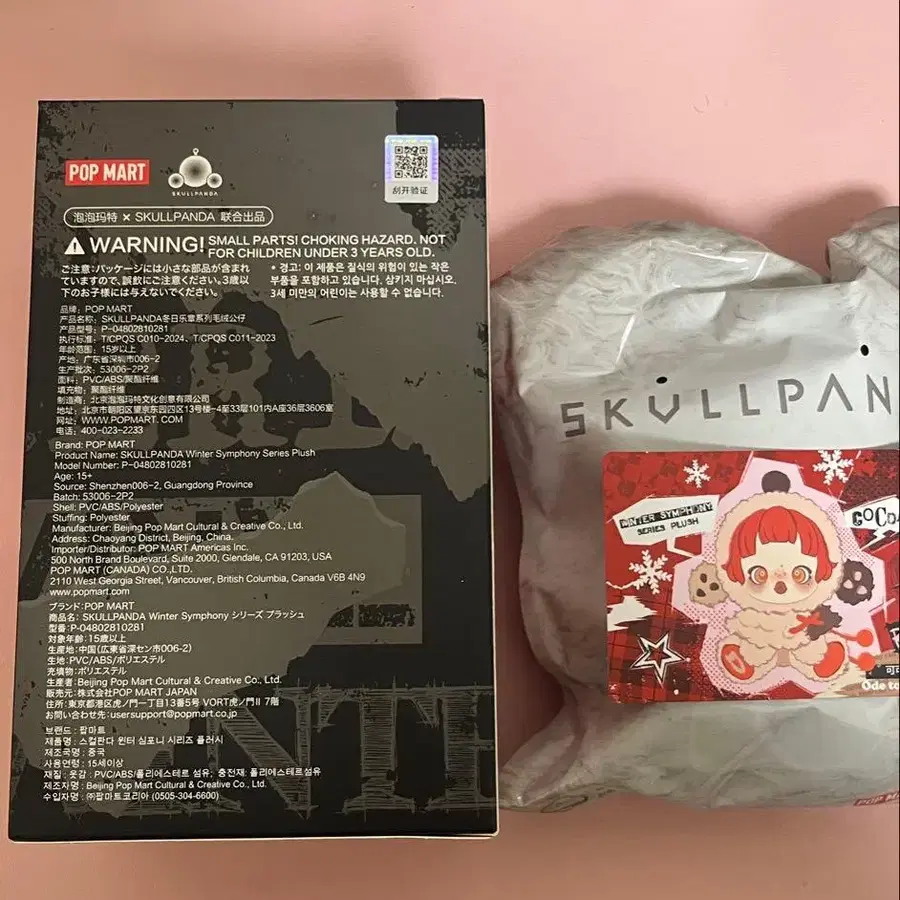 POP MART
SKULLPANDA
刮开验证
泡泡玛特 × SKULLPANDA 联合出品
WARNING! SMALL PARTS! CHOKING HAZARD. NOT
FOR CHILDREN UNDER 3 YEARS OLD.
ご注意:パッケージには小さな部品が含まれ
ていますので、誤飲にご注意ください。3歳以
下のお子様には与えないでください。
• 경고: 이 제품은 질식의 위험이 있는 작은
부품을 포함하고 있습니다. 삼키지 마십시오.
3세 미만의 어린이는 사용할 수 없습니다.
品牌: POP MART
产品名称: SKULLPANDA冬日乐章系列毛绒公仔
产品型号: P-04802810281
执行标准: T/CPQS C010-2024、T/CPQS C011-2023
年龄范围: 15岁以上
产地: 广东省深圳市006-2
生产批次: 53006-2P2
面料: PVC/ABS/聚酯纤维
填充物: 聚酯纤维
制造商: 北京泡泡玛特文化创意有限公司
地址: 北京市朝阳区望京东园四区13号楼-4至33层101内A座36层3606室
网址: WWW.POPMART.COM
电话: 400-023-2233
Brand: POP MART
Product Name: SKULLPANDA Winter Symphony Series Plush
Model Number: P-04802810281
Age: 15+
Source: Shenzhen006-2, Guangdong Province
Batch: 53006-2P2
Shell: PVC/ABS/Polyester
Stuffing: Polyester
Manufacturer: Beijing Pop Mart Cultural & Creative Co., Ltd.
Address: Chaoyang District, Beijing, China.
Importer/Distributor: POP MART Americas Inc.
500 North Brand Boulevard, Suite 2000, Glendale, CA 91203, USA
POP MART (CANADA) CO.,LTD.
2110 West Georgia Street, Vancouver, British Columbia, Canada V6B 4N9
www.popmart.com
ブランド:POP MART
商品名: SKULLPANDA Winter Symphony シリーズ プラッシュ
型番:P-04802810281
対象年齢:15歳以上
生産地:中国(広東省深セン市006-2)
生地:PVC/ABS/ポリエステル
充填物:ポリエステル
生産者: Beijing Pop Mart Cultural & Creative Co., Ltd.
販売元: 株式会社POP MART JAPAN
住所:東京都港区虎ノ門一丁目13番5号 VORT虎ノ門II 7階
お問い合わせ先:usersupport@popmart.co.jp
브랜드 : 팝마트
제품명 : 스컬판다 윈터 심포니 시리즈 플러시
제조국명 : 중국
사용연령 : 15세이상
재질 : 옷감 : PVC/ABS/폴리에스테르 섬유; 충전재: 폴리에스테르섬유
제조자명 : Beijing Pop Mart Cultural & Creative Co., Ltd.
수입자명 : ㈜팝마트코리아 (0505-304-6600)
SKULLPAN
WINTER SYMPHONY
SERIES PLUSH
COCOA
Ode to
POP M